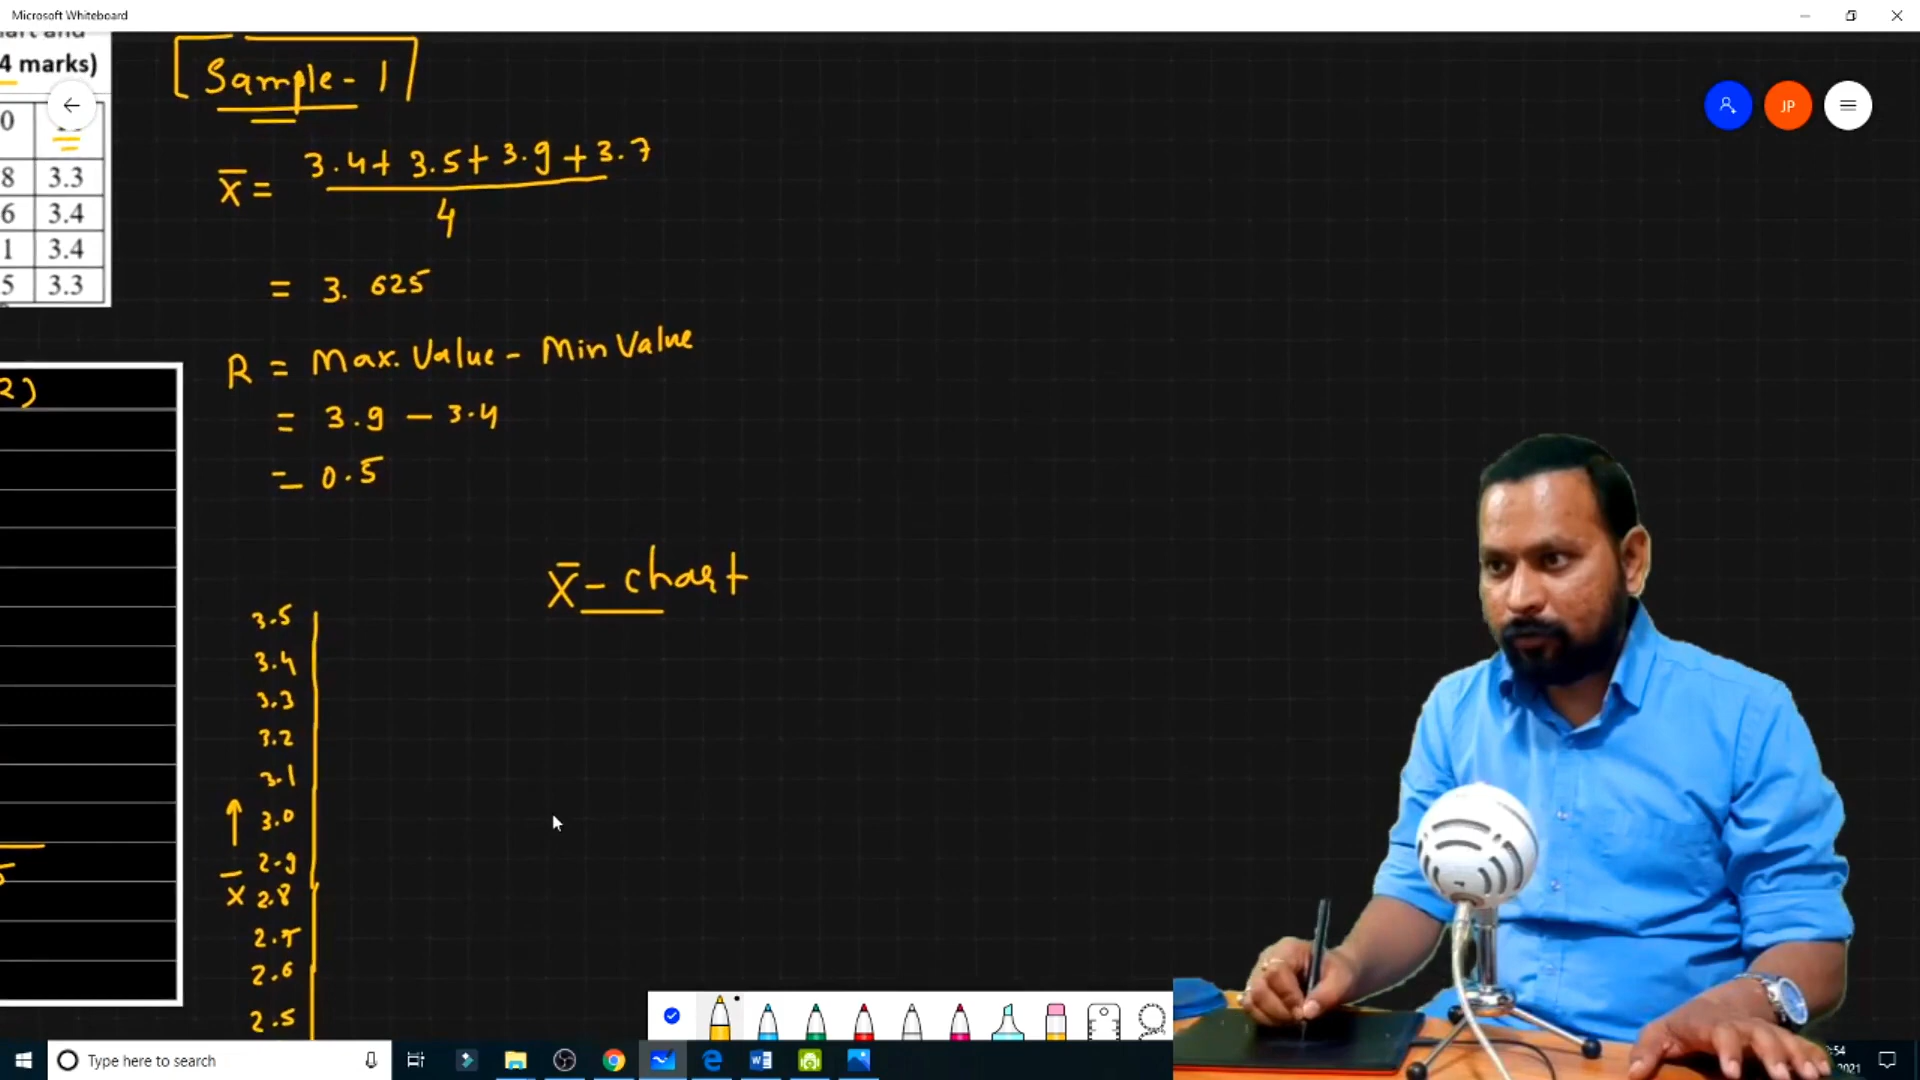 Microsoft Whiteboard
4 marks)
0
8 3.3
6 3.4
1 3.4
5 3.3
Sample - 1
X̄ = 3.4 + 3.5 + 3.9 + 3.7
4
= 3.625
R = Max. Value - Min Value
= 3.9 - 3.4
= 0.5
2)
X̄ - chart
3.5
3.4
3.3
3.2
3.1
3.0
2.9
X̄ 2.8
2.7
2.6
2.5
JP
Type here to search
:54
2021